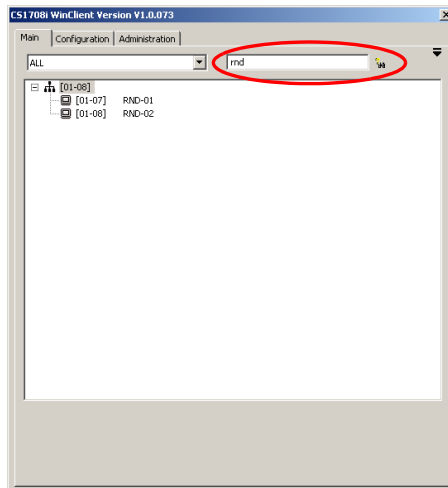 CS1708i WinClient Version V1.0.073
Main Configuration Administration
ALL rnd
[01-08]
[01-07] RND-01
[01-08] RND-02